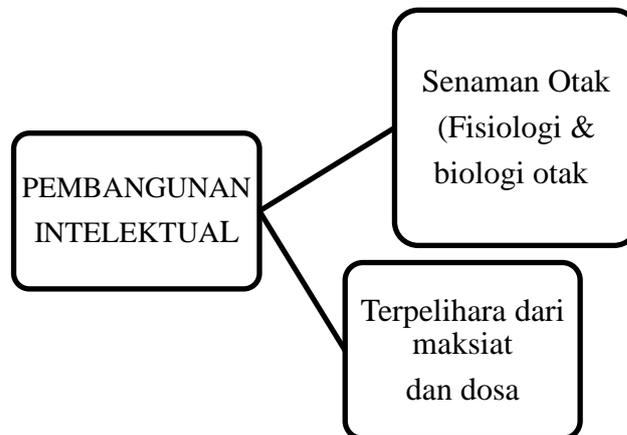 PEMBANGUNAN
INTELEKTUAL
Senaman Otak
(Fisiologi &
biologi otak
Terpelihara dari
maksiat
dan dosa